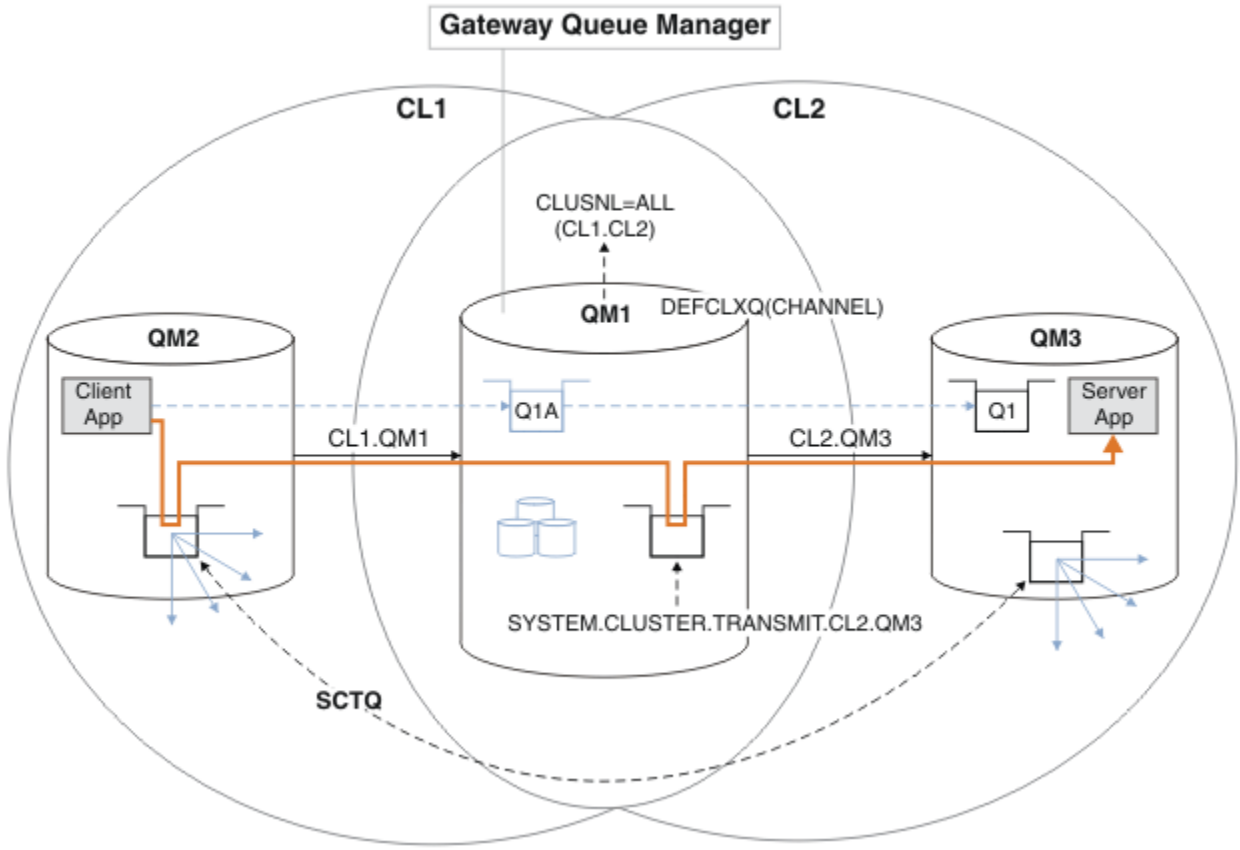 Gateway Queue Manager
CL1
CL2
CLUSNL=ALL
(CL1.CL2)
QM2
QM1
DEFCLXQ(CHANNEL)
QM3
Client
App
Q1A
Q1
Server
App
CL1.QM1
CL2.QM3
SYSTEM.CLUSTER.TRANSMIT.CL2.QM3
SCTQ